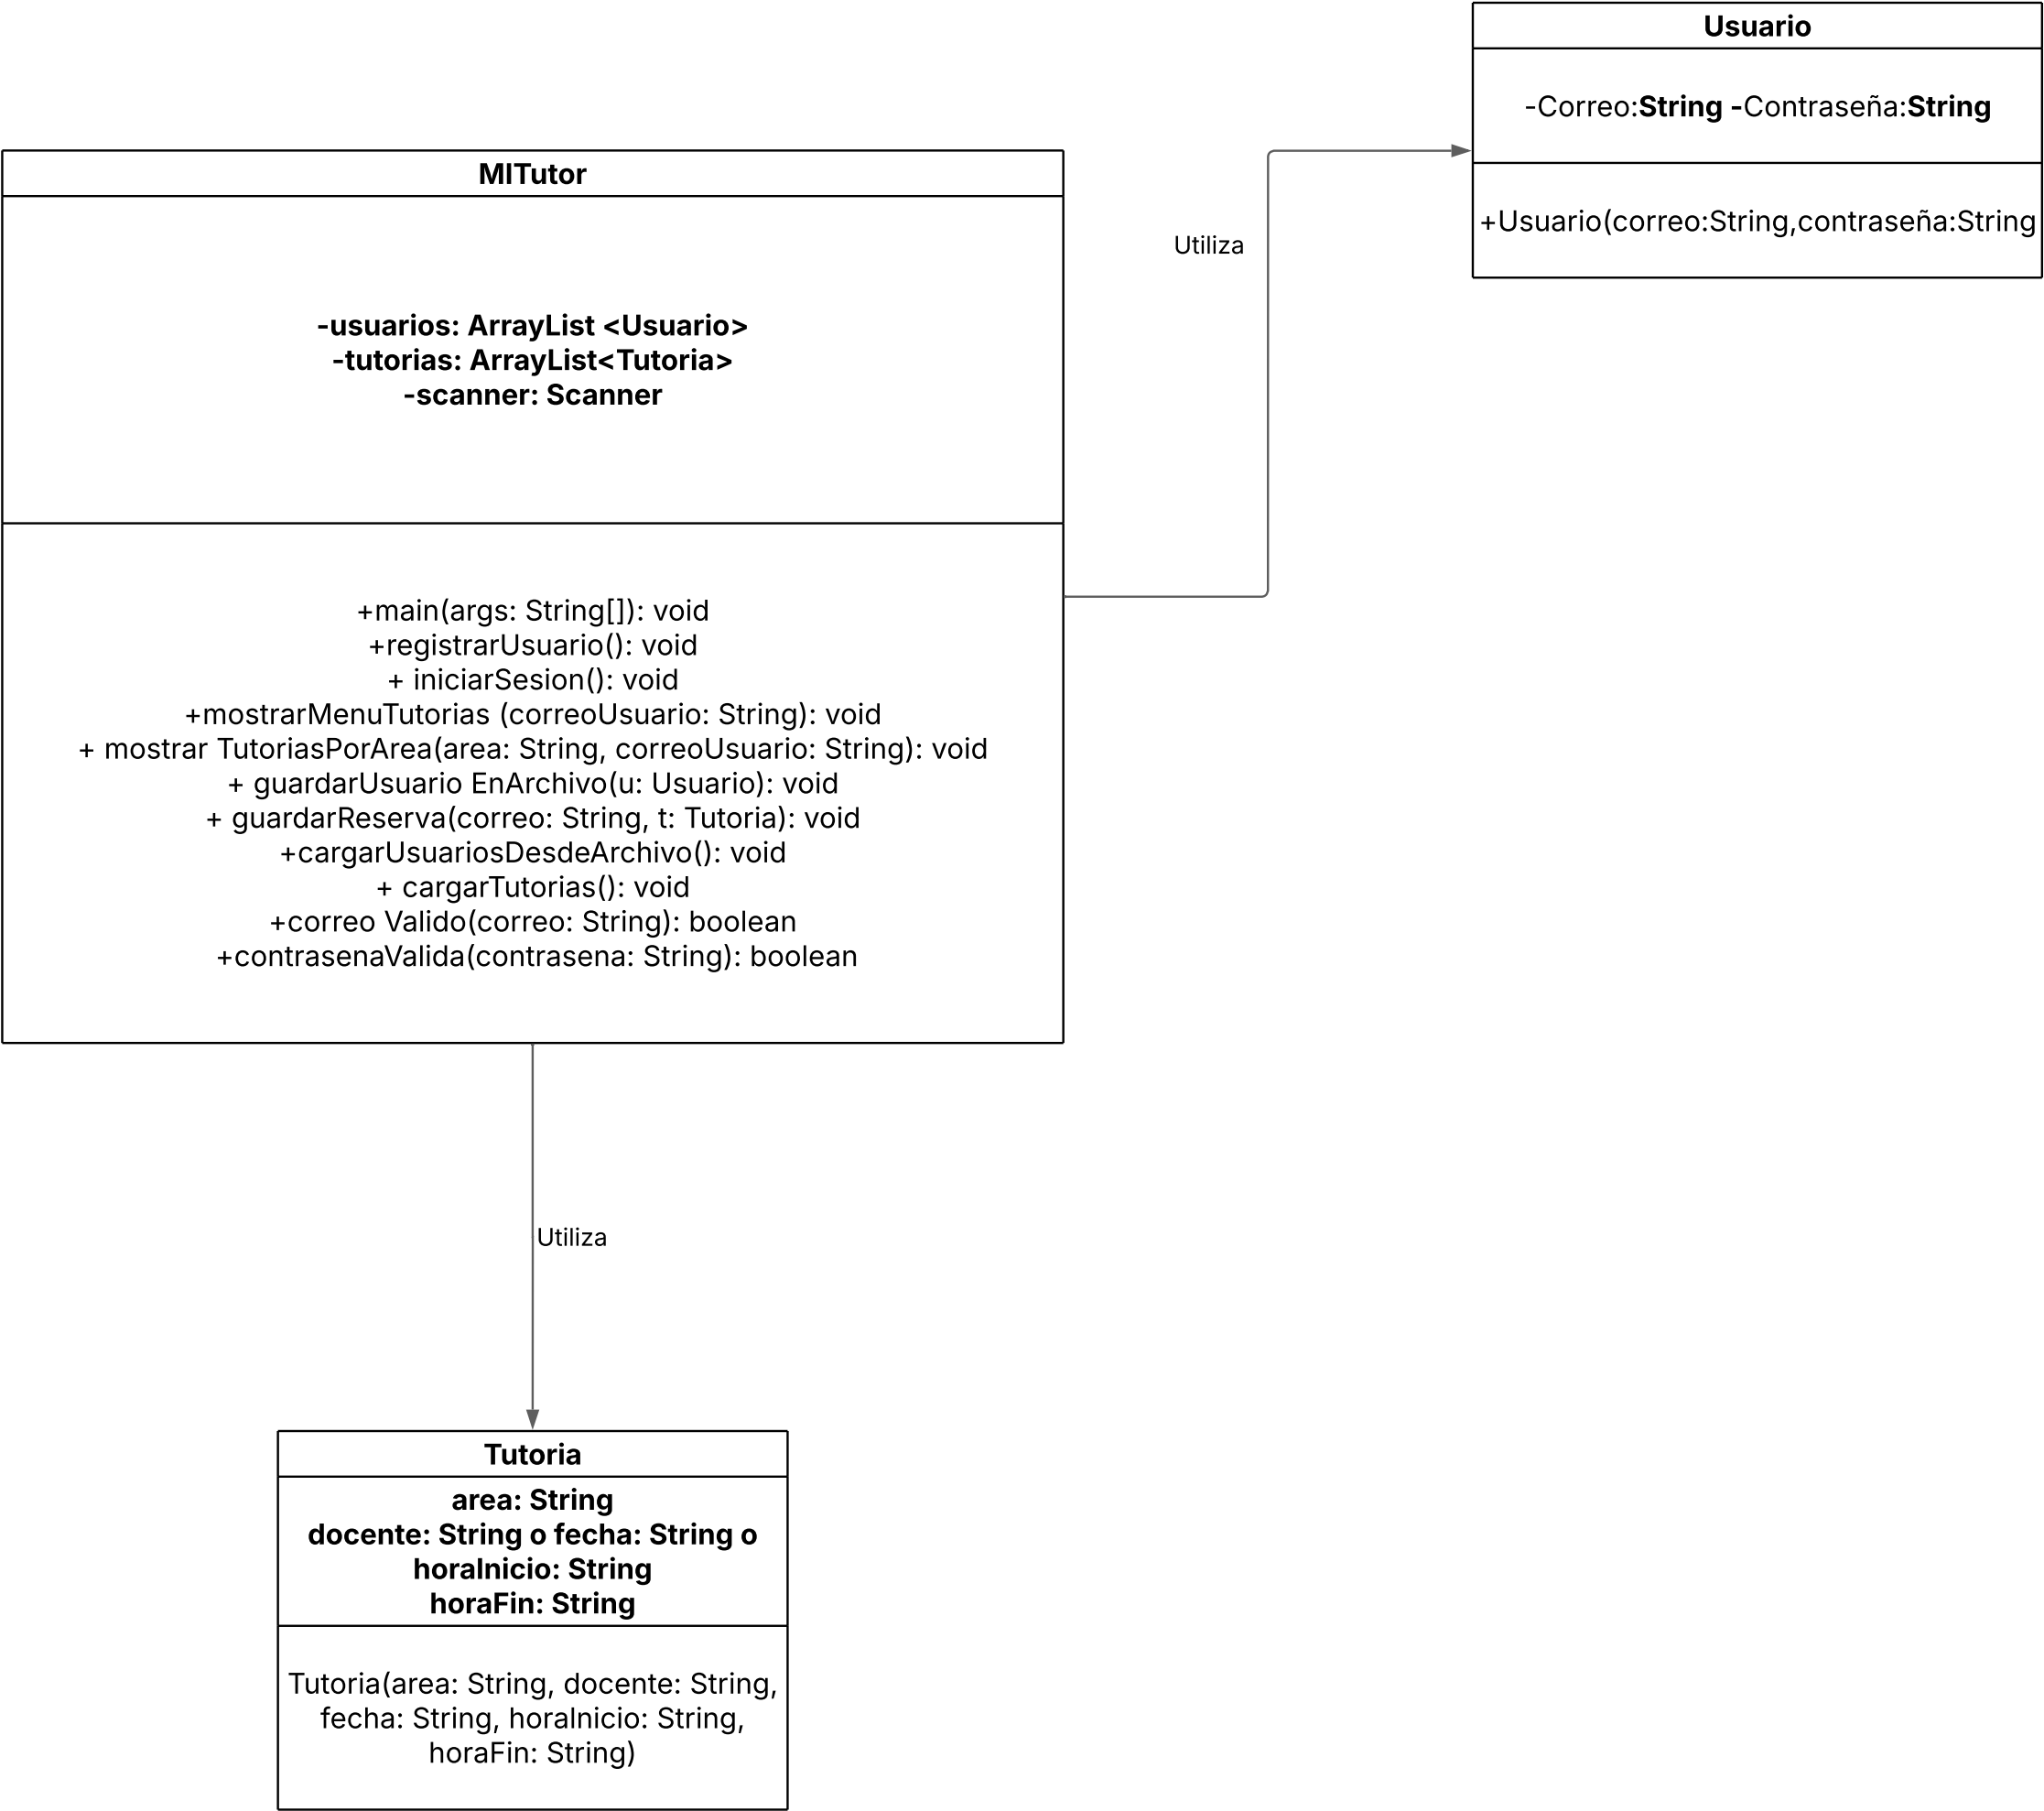 Usuario
-Correo:String -Contraseña:String
+Usuario(correo:String,contraseña:String
MITutor
-usuarios: ArrayList <Usuario>
-tutorias: ArrayList<Tutoria>
-scanner: Scanner
+main(args: String[]): void
+registrarUsuario(): void
+ iniciarSesion(): void
+mostrarMenuTutorias (correoUsuario: String): void
+ mostrar TutoriasPorArea(area: String, correoUsuario: String): void
+ guardarUsuario EnArchivo(u: Usuario): void
+ guardarReserva(correo: String, t: Tutoria): void
+cargarUsuariosDesdeArchivo(): void
+ cargarTutorias(): void
+correo Valido(correo: String): boolean
+contrasenaValida(contrasena: String): boolean
Utiliza
Utiliza
Tutoria
area: String
docente: String o fecha: String o
horaInicio: String
horaFin: String
Tutoria(area: String, docente: String,
fecha: String, horaInicio: String,
horaFin: String)